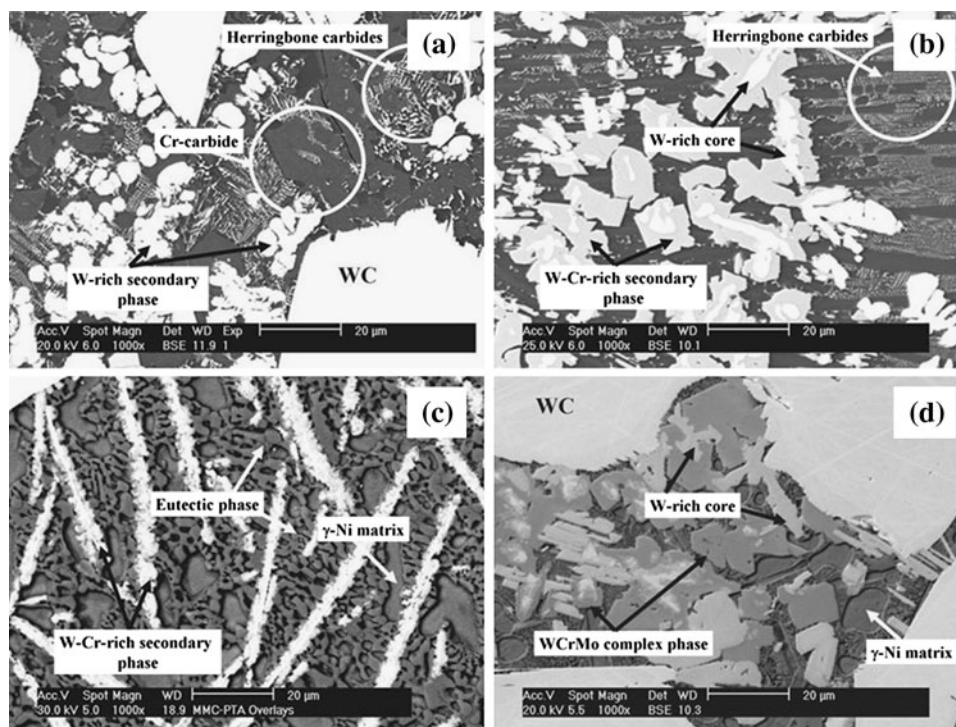 Herringbone carbides
(a)
Cr-carbide
W-rich secondary
phase
WC
Acc.V Spot Magn Det WD Exp 20 µm
20.0 kV 6.0 1000x BSE 11.9 1
Herringbone carbides
(b)
W-rich core
W-Cr-rich secondary
phase
Acc.V Spot Magn Det WD 20 µm
25.0 kV 6.0 1000x BSE 10.1
(c)
Eutectic phase
γ-Ni matrix
W-Cr-rich secondary
phase
Acc.V Spot Magn WD 20 µm
30.0 kV 5.0 1000x 18.9 MMC-PTA Overlays
WC
(d)
W-rich core
WCrMo complex phase
γ-Ni matrix
Acc.V Spot Magn Det WD 20 µm
20.0 kV 5.5 1000x BSE 10.3